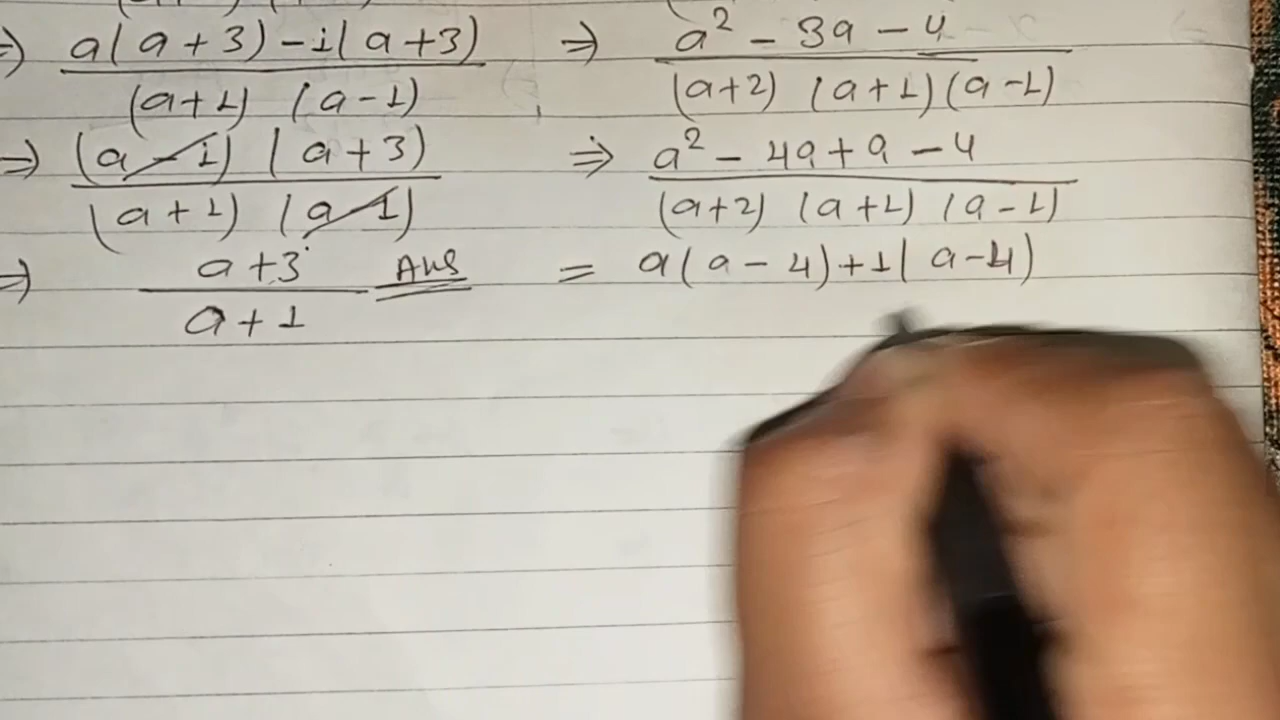 ⇒ a(a+3)-1(a+3)
(a+1) (a-1)
⇒ (a-1) (a+3)
(a+1) (a-1)
⇒ a+3 Ans
a+1
⇒ a² - 3a - 4
(a+2) (a+1)(a-1)
⇒ a² - 4a + a - 4
(a+2) (a+1) (a-1)
= a(a-4)+1(a-4)